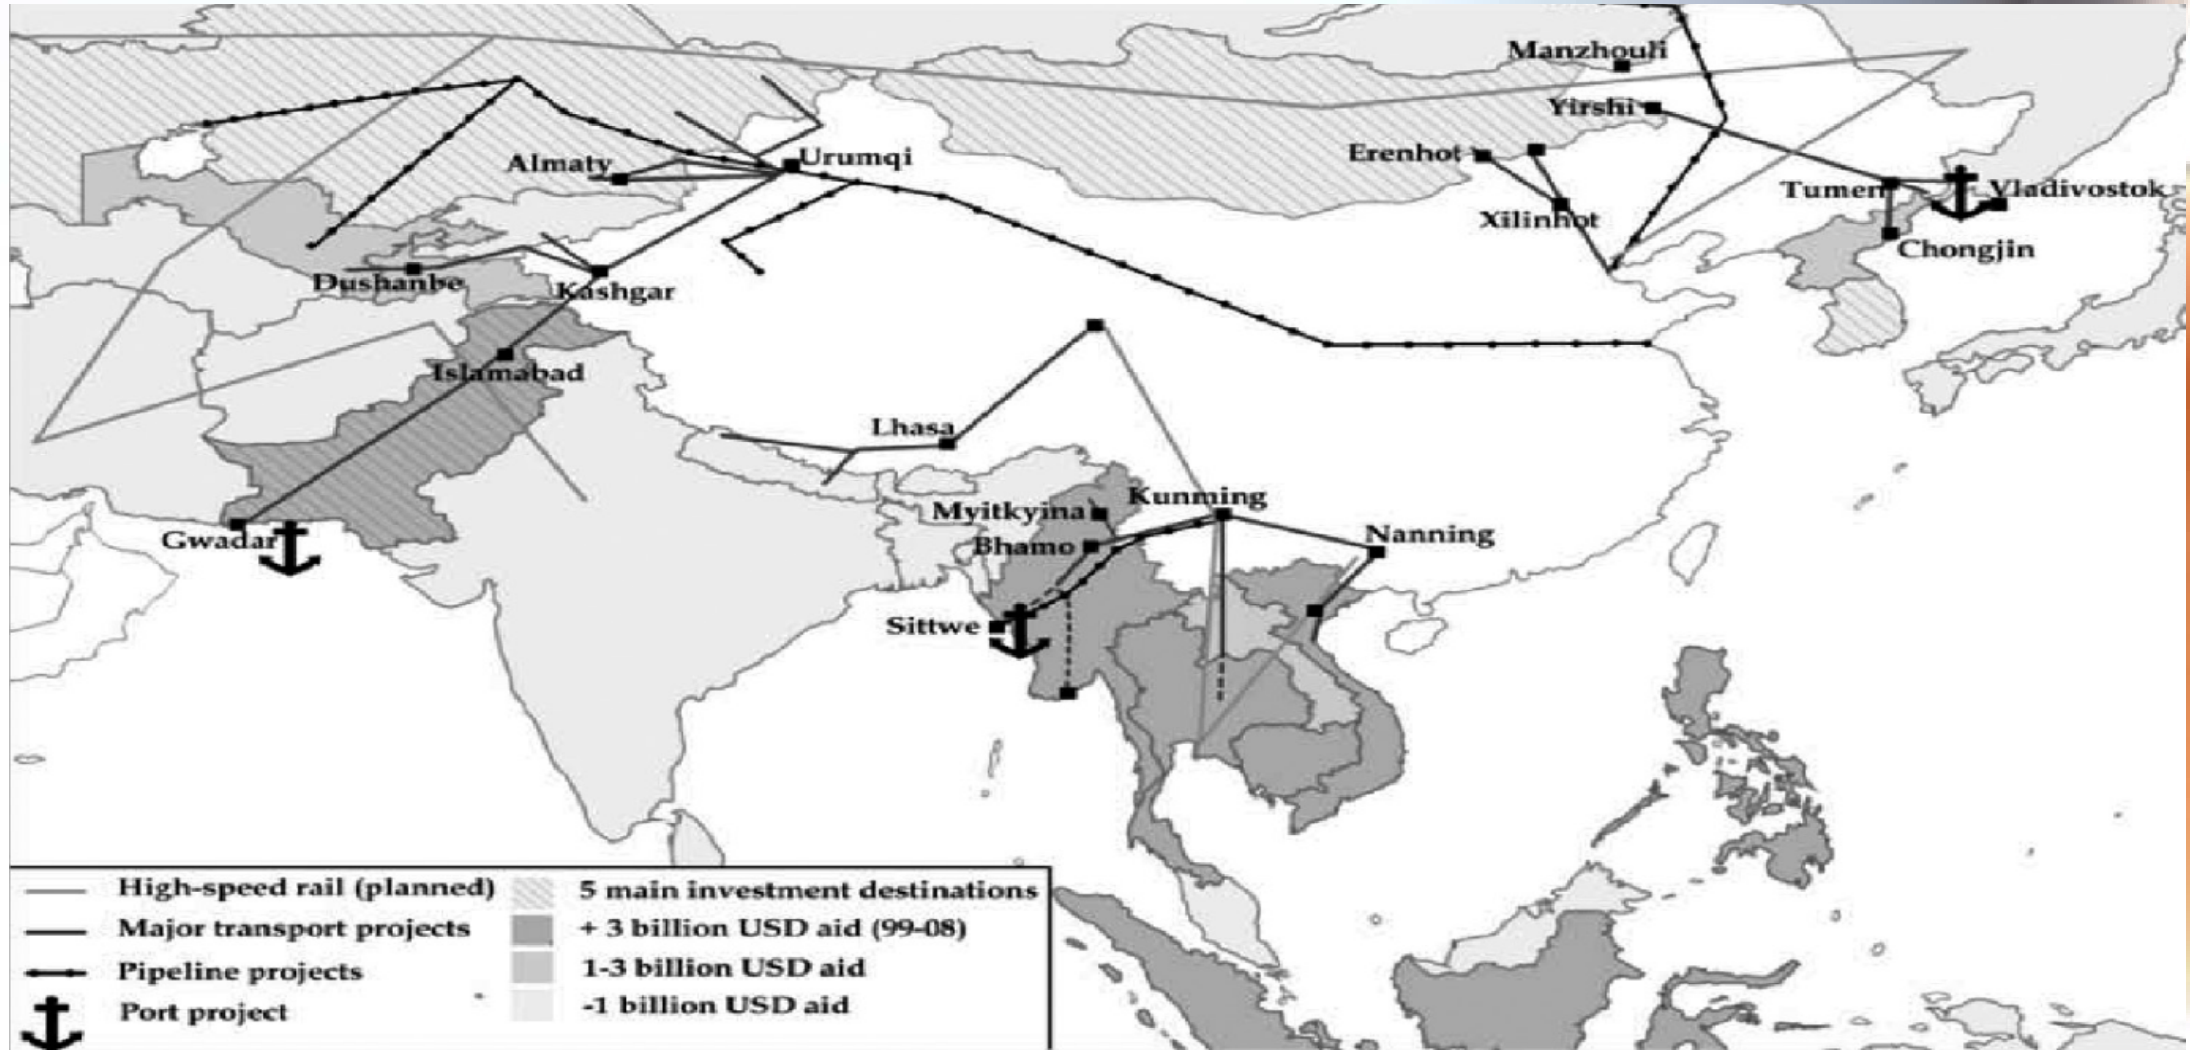 Manzhouli
Yirshi
Erenhot
Xilinhot
Tumen
Vladivostok
Chongjin
Almaty
Urumqi
Dushanbe
Kashgar
Islamabad
Lhasa
Gwadar
Myitkyina
Kunming
Bhamo
Nanning
Sittwe
High-speed rail (planned)
Major transport projects
Pipeline projects
Port project
5 main investment destinations
+ 3 billion USD aid (99-08)
1-3 billion USD aid
-1 billion USD aid